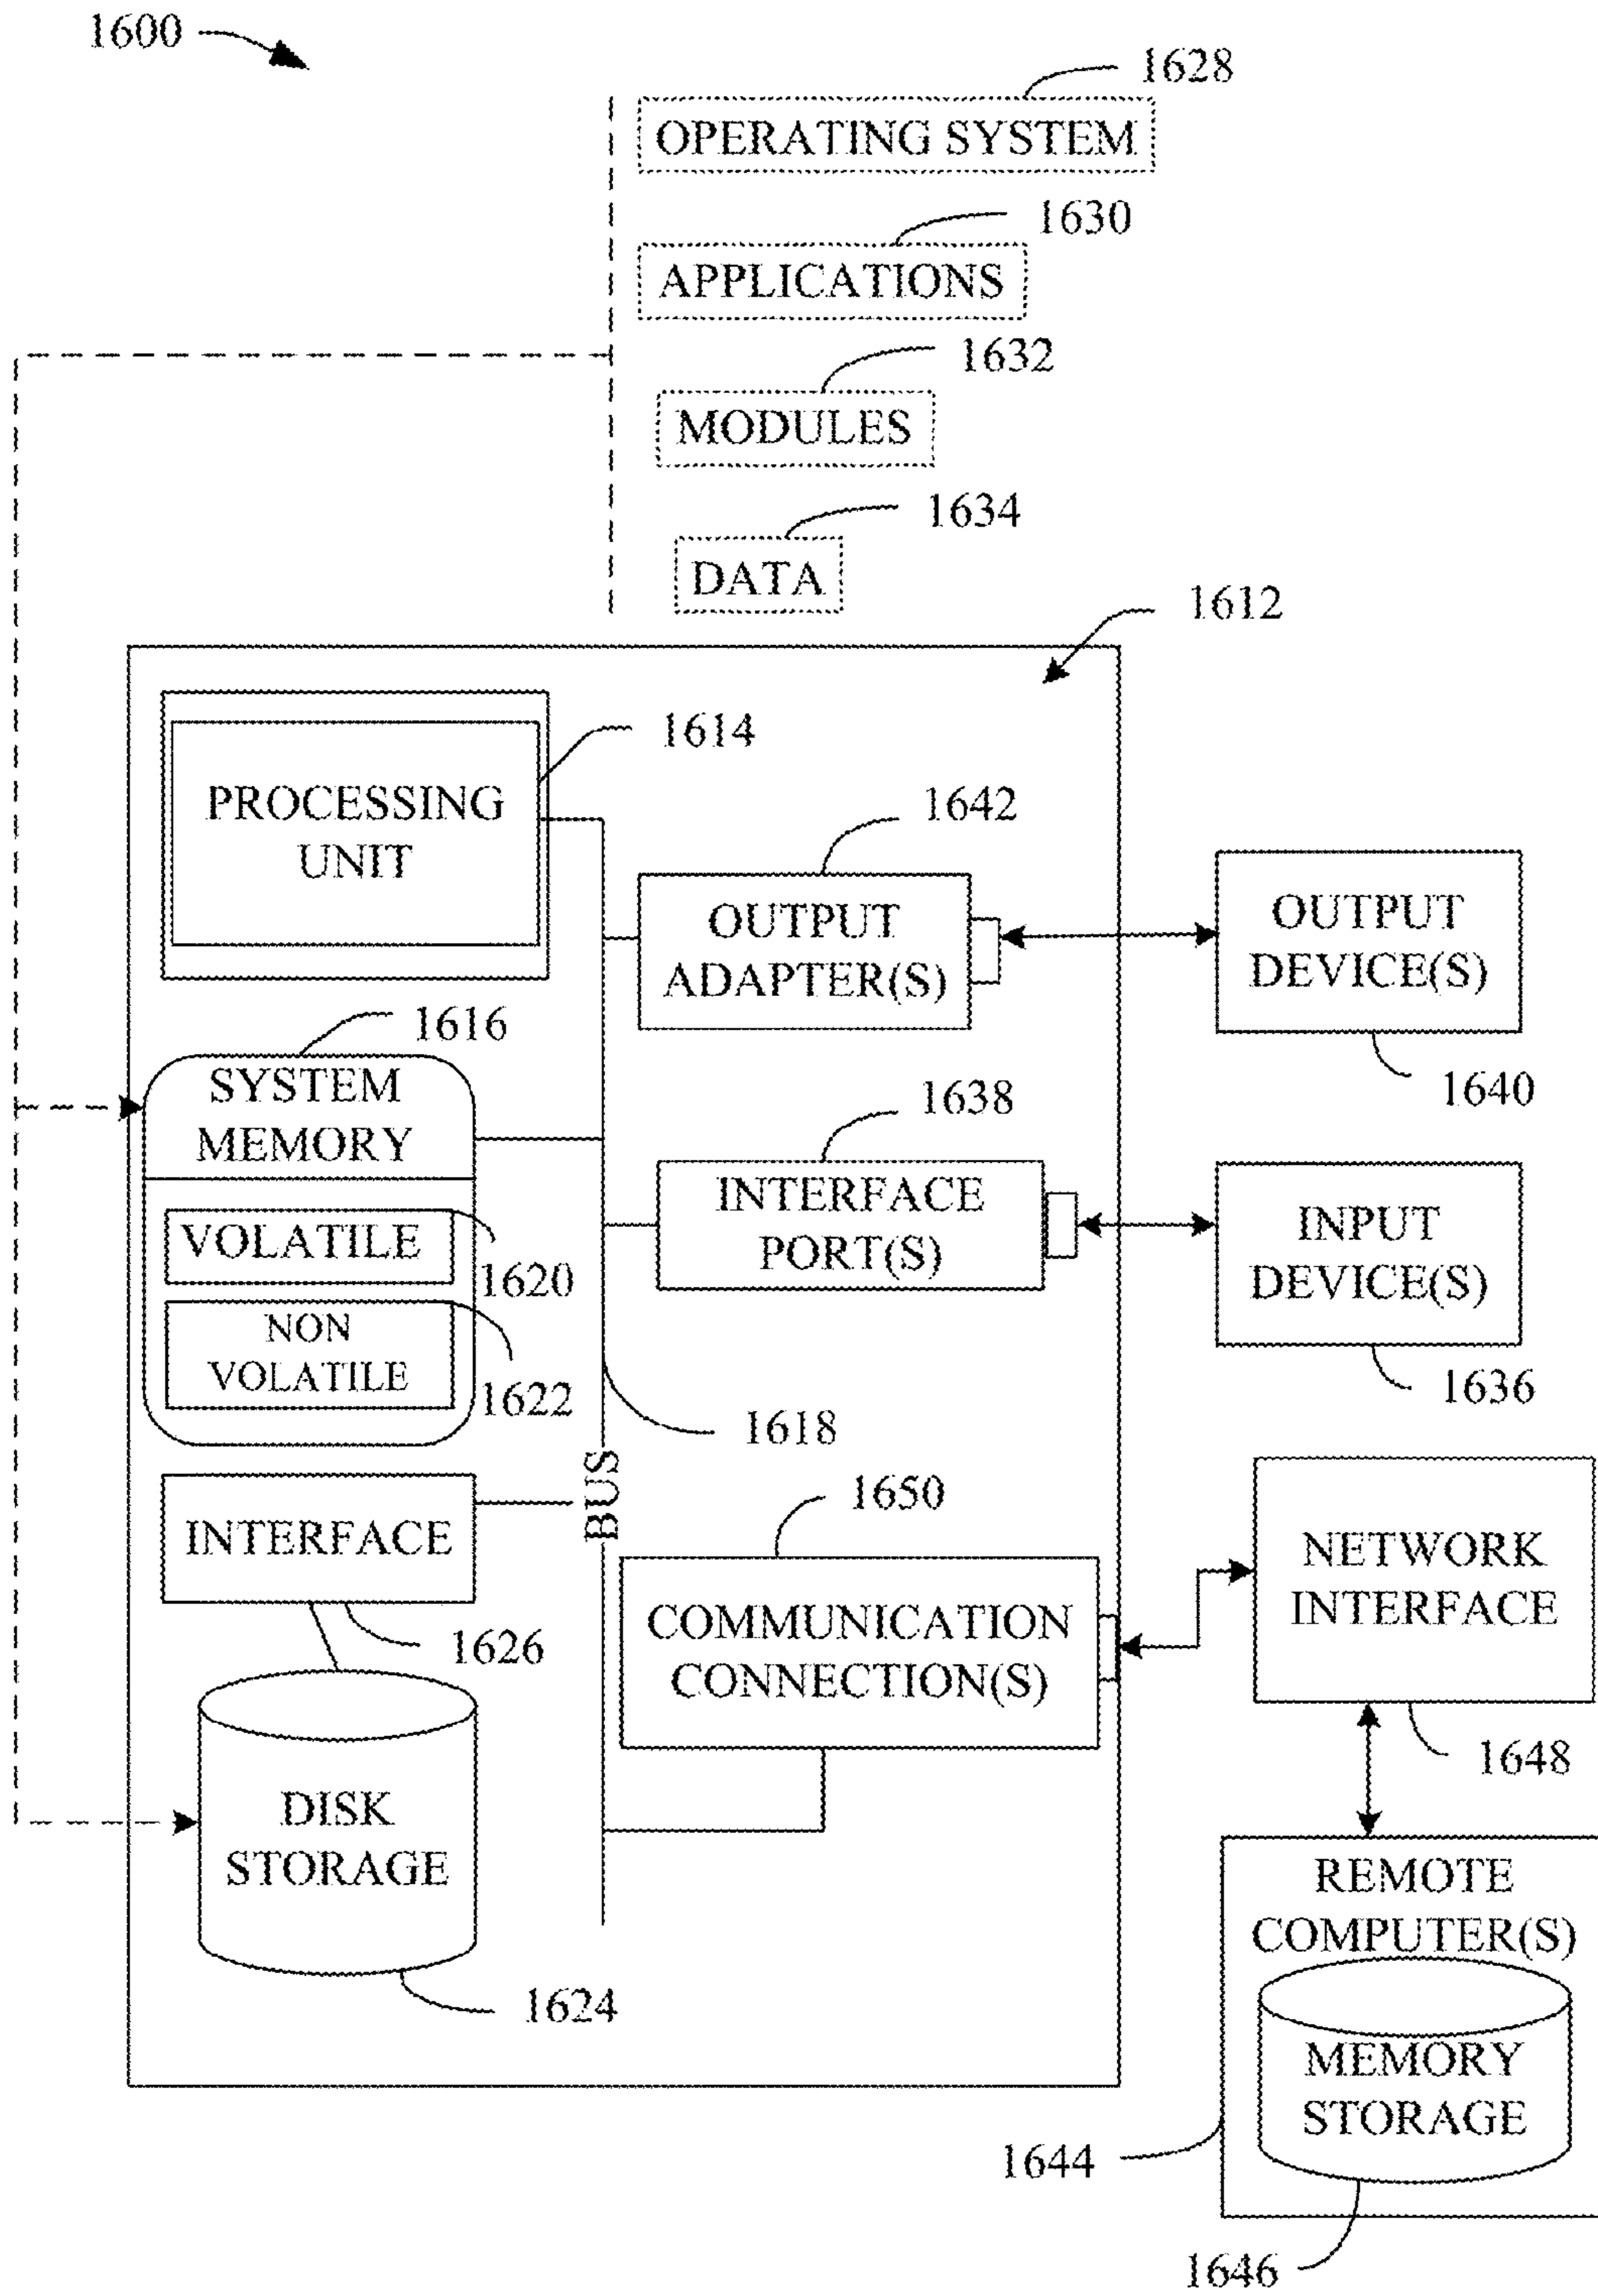 1600
1628
OPERATING SYSTEM
1630
APPLICATIONS
1632
MODULES
1634
DATA
1612
PROCESSING
UNIT
1614
1642
OUTPUT
ADAPTER(S)
OUTPUT
DEVICE(S)
1640
1616
SYSTEM
MEMORY
VOLATILE
1620
NON
VOLATILE
1622
1638
INTERFACE
PORT(S)
INPUT
DEVICE(S)
1636
1618
BUS
INTERFACE
1626
1650
COMMUNICATION
CONNECTION(S)
NETWORK
INTERFACE
1648
DISK
STORAGE
1624
REMOTE
COMPUTER(S)
MEMORY
STORAGE
1644
1646